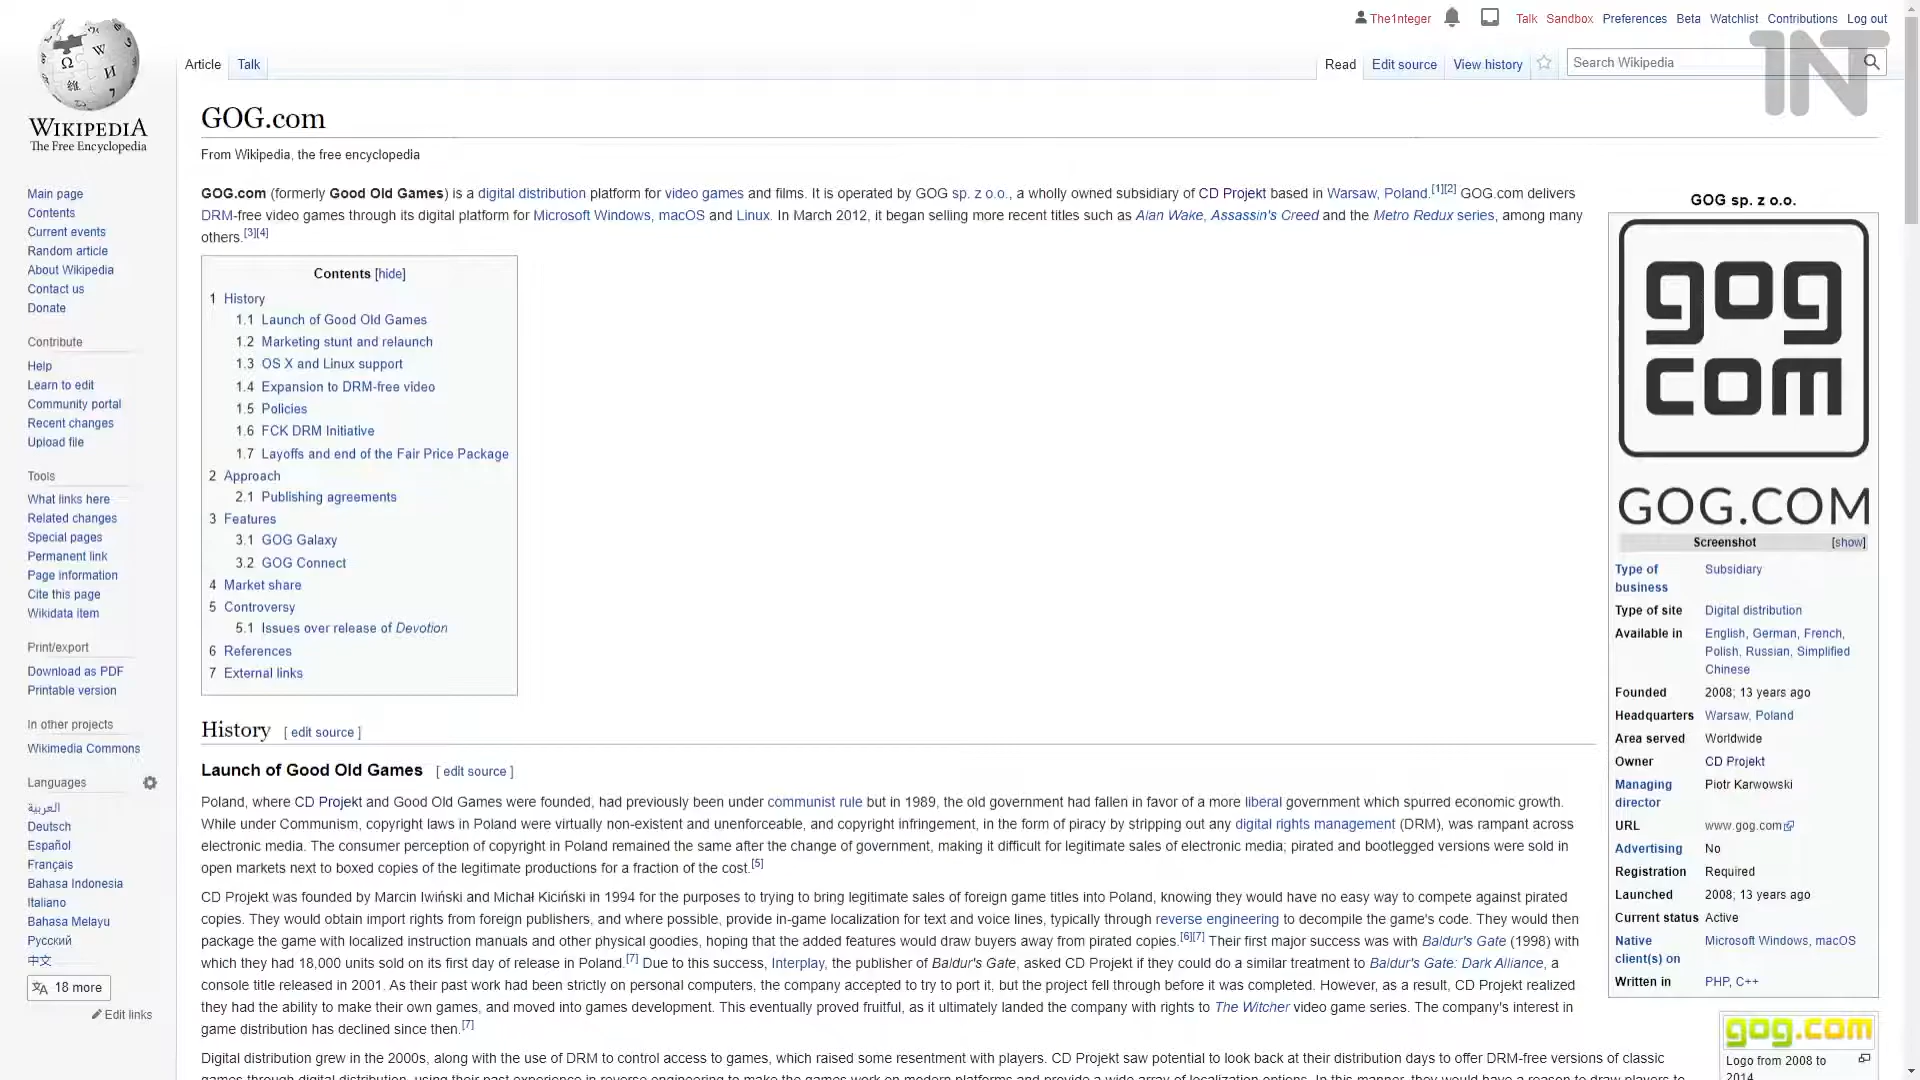 The1nteger Talk Sandbox Preferences Beta Watchlist Contributions Log out
Article Talk Read Edit source View history Search Wikipedia
1NT
WIKIPEDIA
The Free Encyclopedia
Main page
Contents
Current events
Random article
About Wikipedia
Contact us
Donate
Contribute
Help
Learn to edit
Community portal
Recent changes
Upload file
Tools
What links here
Related changes
Special pages
Permanent link
Page information
Cite this page
Wikidata item
Print/export
Download as PDF
Printable version
In other projects
Wikimedia Commons
Languages
العربية
Deutsch
Español
Français
Bahasa Indonesia
Italiano
Bahasa Melayu
Русский
中文
18 more
Edit links
GOG.com
From Wikipedia, the free encyclopedia
GOG.com (formerly Good Old Games) is a digital distribution platform for video games and films. It is operated by GOG sp. z o.o., a wholly owned subsidiary of CD Projekt based in Warsaw, Poland.[1][2] GOG.com delivers
DRM-free video games through its digital platform for Microsoft Windows, macOS and Linux. In March 2012, it began selling more recent titles such as Alan Wake, Assassin's Creed and the Metro Redux series, among many
others.[3][4]
Contents [hide]
1 History
1.1 Launch of Good Old Games
1.2 Marketing stunt and relaunch
1.3 OS X and Linux support
1.4 Expansion to DRM-free video
1.5 Policies
1.6 FCK DRM Initiative
1.7 Layoffs and end of the Fair Price Package
2 Approach
2.1 Publishing agreements
3 Features
3.1 GOG Galaxy
3.2 GOG Connect
4 Market share
5 Controversy
5.1 Issues over release of Devotion
6 References
7 External links
History [ edit source ]
Launch of Good Old Games [ edit source ]
Poland, where CD Projekt and Good Old Games were founded, had previously been under communist rule but in 1989, the old government had fallen in favor of a more liberal government which spurred economic growth.
While under Communism, copyright laws in Poland were virtually non-existent and unenforceable, and copyright infringement, in the form of piracy by stripping out any digital rights management (DRM), was rampant across
electronic media. The consumer perception of copyright in Poland remained the same after the change of government, making it difficult for legitimate sales of electronic media; pirated and bootlegged versions were sold in
open markets next to boxed copies of the legitimate productions for a fraction of the cost.[5]
CD Projekt was founded by Marcin Iwiński and Michał Kiciński in 1994 for the purposes to trying to bring legitimate sales of foreign game titles into Poland, knowing they would have no easy way to compete against pirated
copies. They would obtain import rights from foreign publishers, and where possible, provide in-game localization for text and voice lines, typically through reverse engineering to decompile the game's code. They would then
package the game with localized instruction manuals and other physical goodies, hoping that the added features would draw buyers away from pirated copies.[6][7] Their first major success was with Baldur's Gate (1998) with
which they had 18,000 units sold on its first day of release in Poland.[7] Due to this success, Interplay, the publisher of Baldur's Gate, asked CD Projekt if they could do a similar treatment to Baldur's Gate: Dark Alliance, a
console title released in 2001. As their past work had been strictly on personal computers, the company accepted to try to port it, but the project fell through before it was completed. However, as a result, CD Projekt realized
they had the ability to make their own games, and moved into games development. This eventually proved fruitful, as it ultimately landed the company with rights to The Witcher video game series. The company's interest in
game distribution has declined since then.[7]
Digital distribution grew in the 2000s, along with the use of DRM to control access to games, which raised some resentment with players. CD Projekt saw potential to look back at their distribution days to offer DRM-free versions of classic
games through digital distribution, using their past experience in reverse engineering to make the games work on modern platforms and provide a wide array of localization options. In this manner, they would have a reason to draw players to
GOG sp. z o.o.
gog
com
GOG.COM
Screenshot [show]
Type of business Subsidiary
Type of site Digital distribution
Available in English, German, French,
Polish, Russian, Simplified
Chinese
Founded 2008; 13 years ago
Headquarters Warsaw, Poland
Area served Worldwide
Owner CD Projekt
Managing director Piotr Karwowski
URL www.gog.com
Advertising No
Registration Required
Launched 2008; 13 years ago
Current status Active
Native client(s) on Microsoft Windows, macOS
Written in PHP, C++
gog.com
Logo from 2008 to
2014